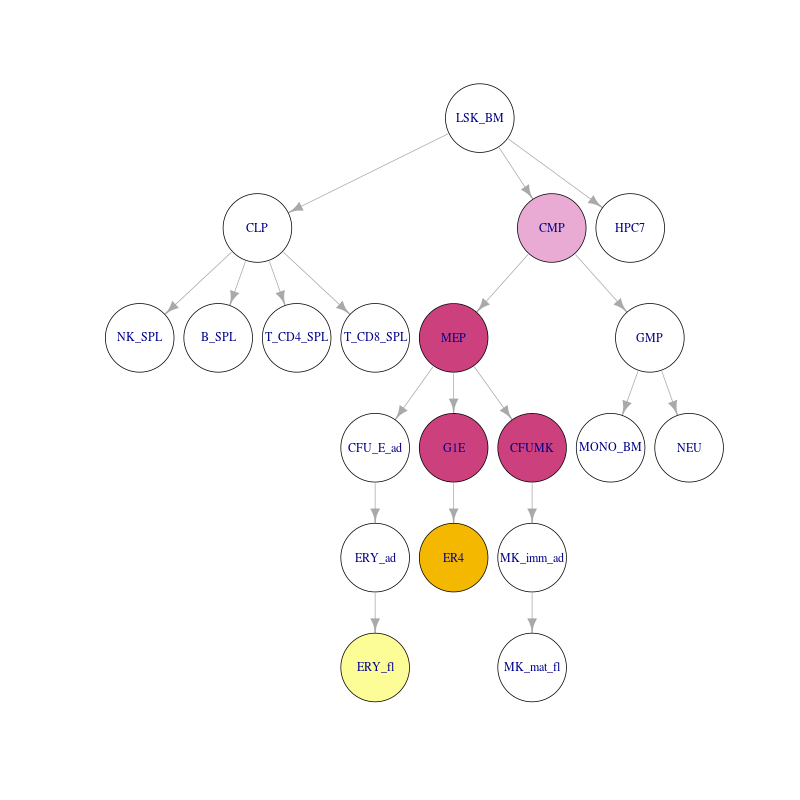 LSK_BM
CLP
CMP
HPC7
NK_SPL
B_SPL
T_CD4_SPL
T_CD8_SPL
MEP
GMP
CFU_E_ad
G1E
CFUMK
MONO_BM
NEU
ERY_ad
ER4
MK_imm_ad
ERY_fl
MK_mat_fl